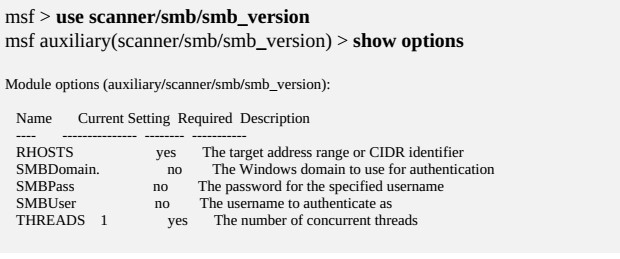 msf > use scanner/smb/smb_version
msf auxiliary(scanner/smb/smb_version) > show options
Module options (auxiliary/scanner/smb/smb_version):
Name Current Setting Required Description
---- --------------- -------- -----------
RHOSTS yes The target address range or CIDR identifier
SMBDomain. no The Windows domain to use for authentication
SMBPass no The password for the specified username
SMBUser no The username to authenticate as
THREADS 1 yes The number of concurrent threads